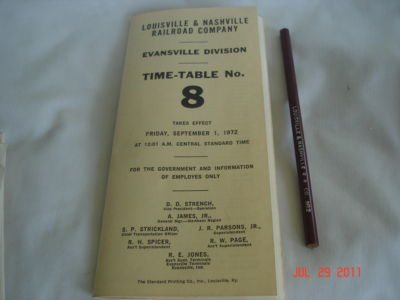 LOUISVILLE & NASHVILLE
RAILROAD COMPANY
EVANSVILLE DIVISION
TIME-TABLE No.
8
TAKES EFFECT
FRIDAY, SEPTEMBER 1, 1972
AT 12:01 A.M. CENTRAL STANDARD TIME
FOR THE GOVERNMENT AND INFORMATION
OF EMPLOYES ONLY
D. D. STRENCH,
Vice President—Operation
A. JAMES, JR.,
General Mgr.—Northern Region
S. P. STRICKLAND,
Chief Transportation Officer
J. R. PARSONS, JR.,
Superintendent
R. H. SPICER,
Ass't Superintendent
R. W. PAGE,
Ass't Superintendent
R. E. JONES,
Ass't Supt. Terminals
Evansville Terminals
Evansville, Ind.
The Standard Printing Co., Inc., Louisville, Ky.
LOUISVILLE & NASHVILLE R R CO
JUL 29 2011